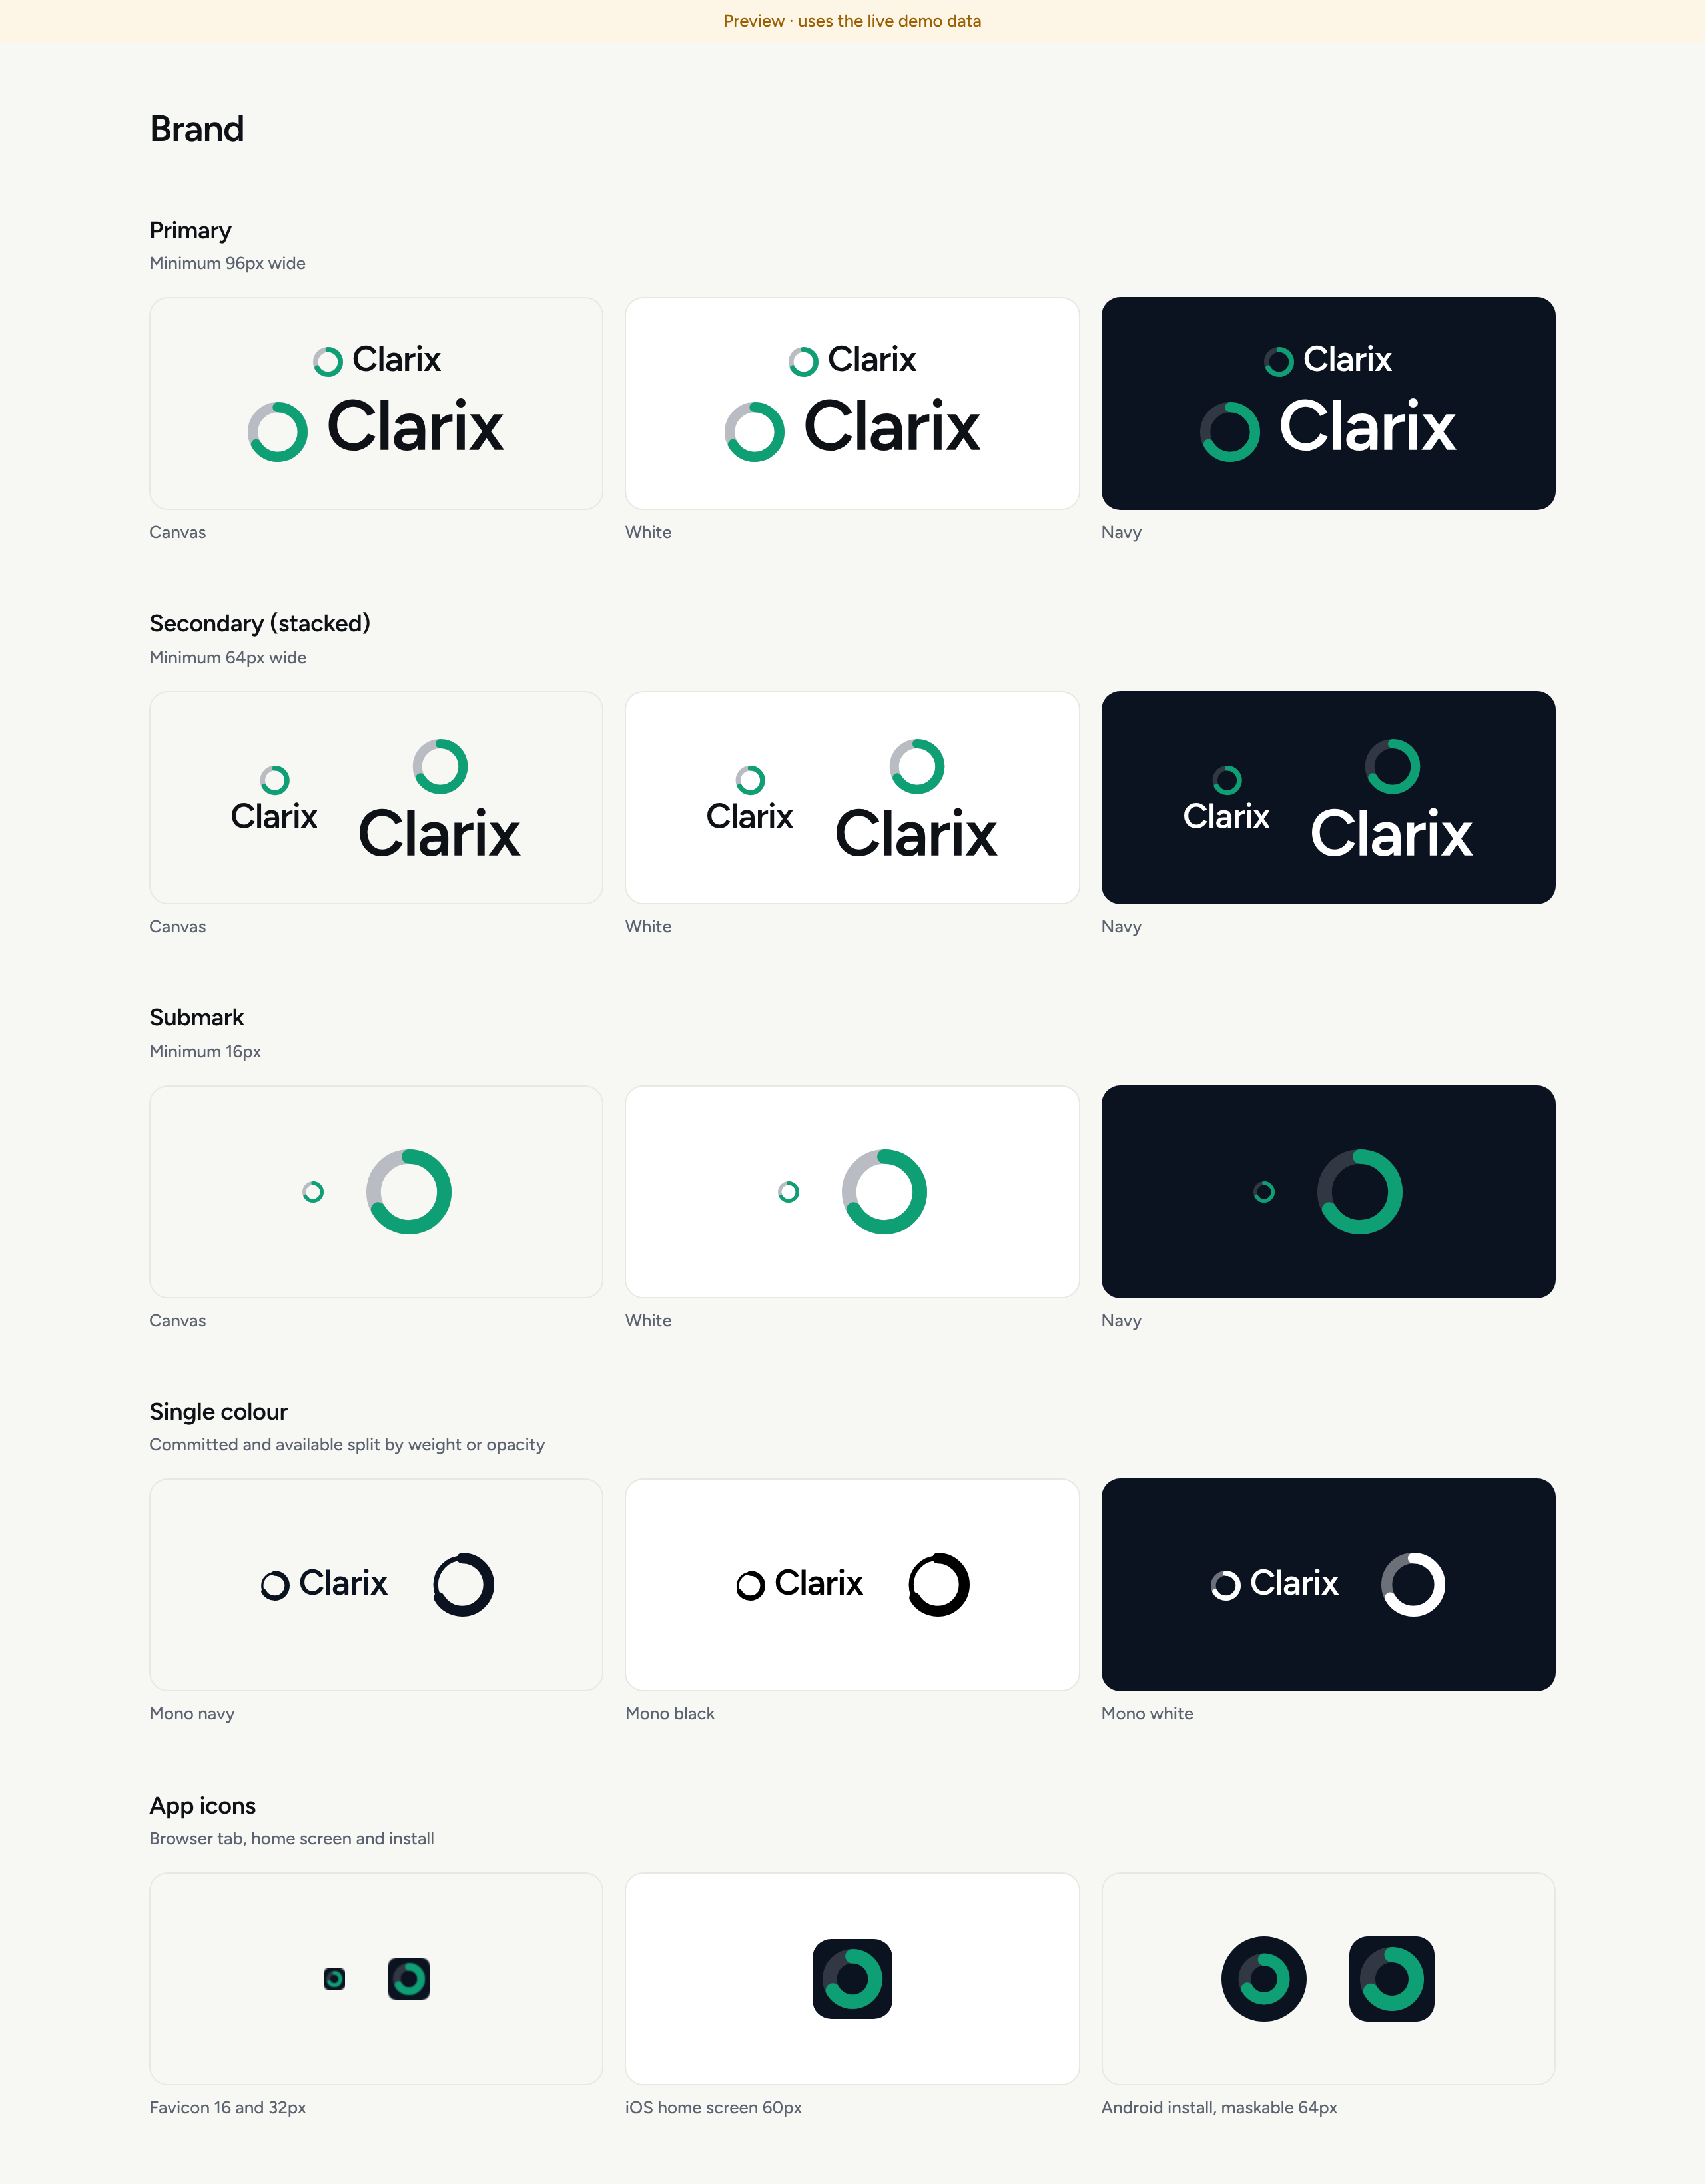 Preview · uses the live demo data
Brand
Primary
Minimum 96px wide
Clarix
Clarix
Canvas
Clarix
Clarix
White
Clarix
Clarix
Navy
Secondary (stacked)
Minimum 64px wide
Clarix
Clarix
Canvas
Clarix
Clarix
White
Clarix
Clarix
Navy
Submark
Minimum 16px
Canvas
White
Navy
Single colour
Committed and available split by weight or opacity
Clarix
Mono navy
Clarix
Mono black
Clarix
Mono white
App icons
Browser tab, home screen and install
Favicon 16 and 32px
iOS home screen 60px
Android install, maskable 64px